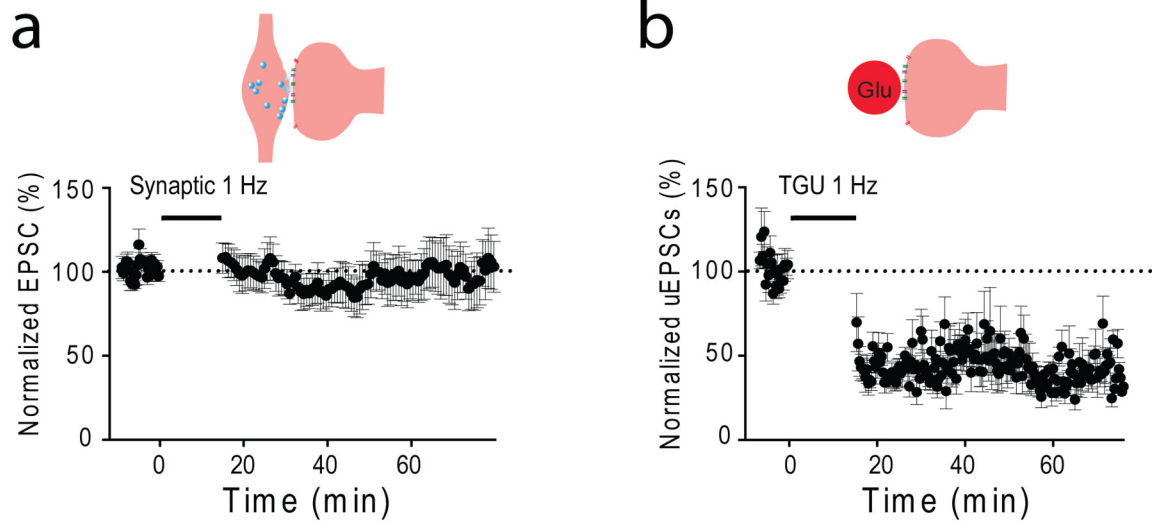 a
Normalized EPSC (%)
150
100
50
0
Synaptic 1 Hz
0 20 40 60
Time (min)
b
Glu
Normalized uEPSCs (%)
150
100
50
0
TGU 1 Hz
0 20 40 60
Time (min)